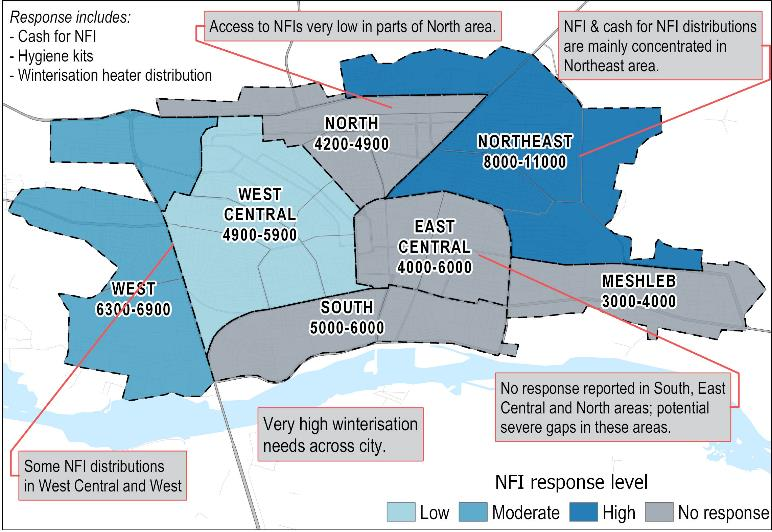 Response includes:
- Cash for NFI
- Hygiene kits
- Winterisation heater distribution
Access to NFIs very low in parts of North area.
NFI & cash for NFI distributions
are mainly concentrated in
Northeast area.
NORTH
4200-4900
NORTHEAST
8000-11000
WEST
CENTRAL
4900-5900
EAST
CENTRAL
4000-6000
WEST
6300-6900
SOUTH
5000-6000
MESHLEB
3000-4000
No response reported in South, East
Central and North areas; potential
severe gaps in these areas.
Very high winterisation
needs across city.
Some NFI distributions
in West Central and West
NFI response level
Low
Moderate
High
No response